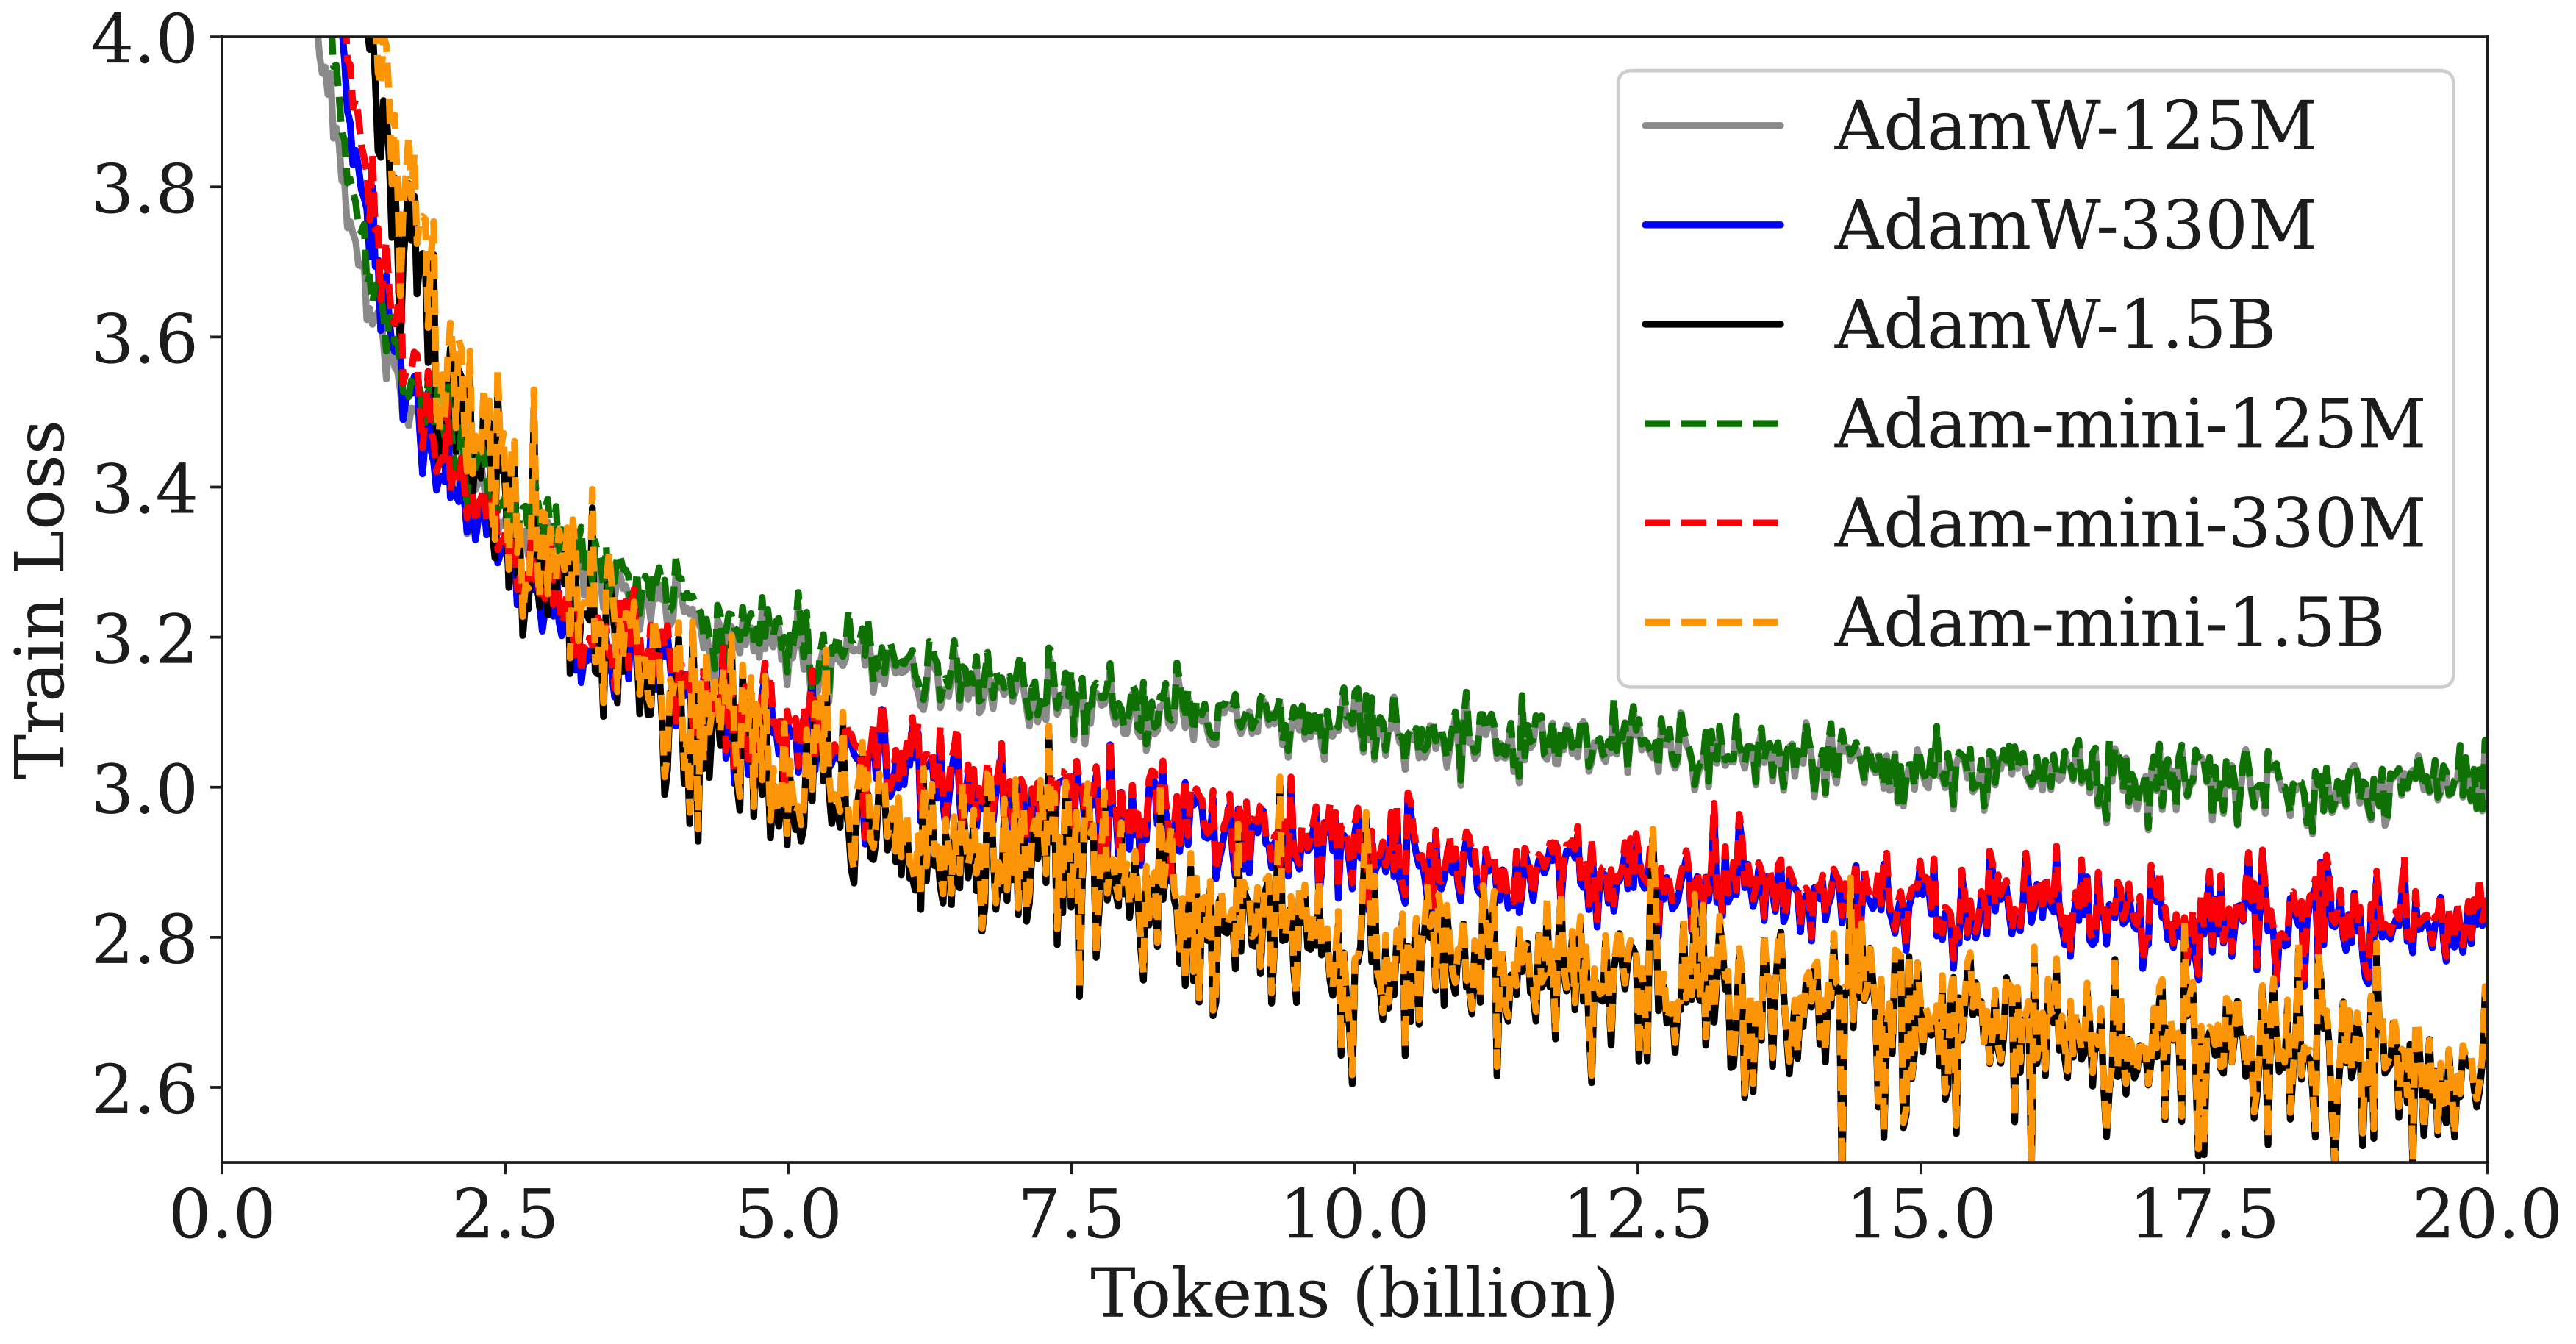 4.0
3.8
3.6
3.4
3.2
3.0
2.8
2.6
Train Loss
AdamW-125M
AdamW-330M
AdamW-1.5B
Adam-mini-125M
Adam-mini-330M
Adam-mini-1.5B
0.0 2.5 5.0 7.5 10.0 12.5 15.0 17.5 20.0
Tokens (billion)